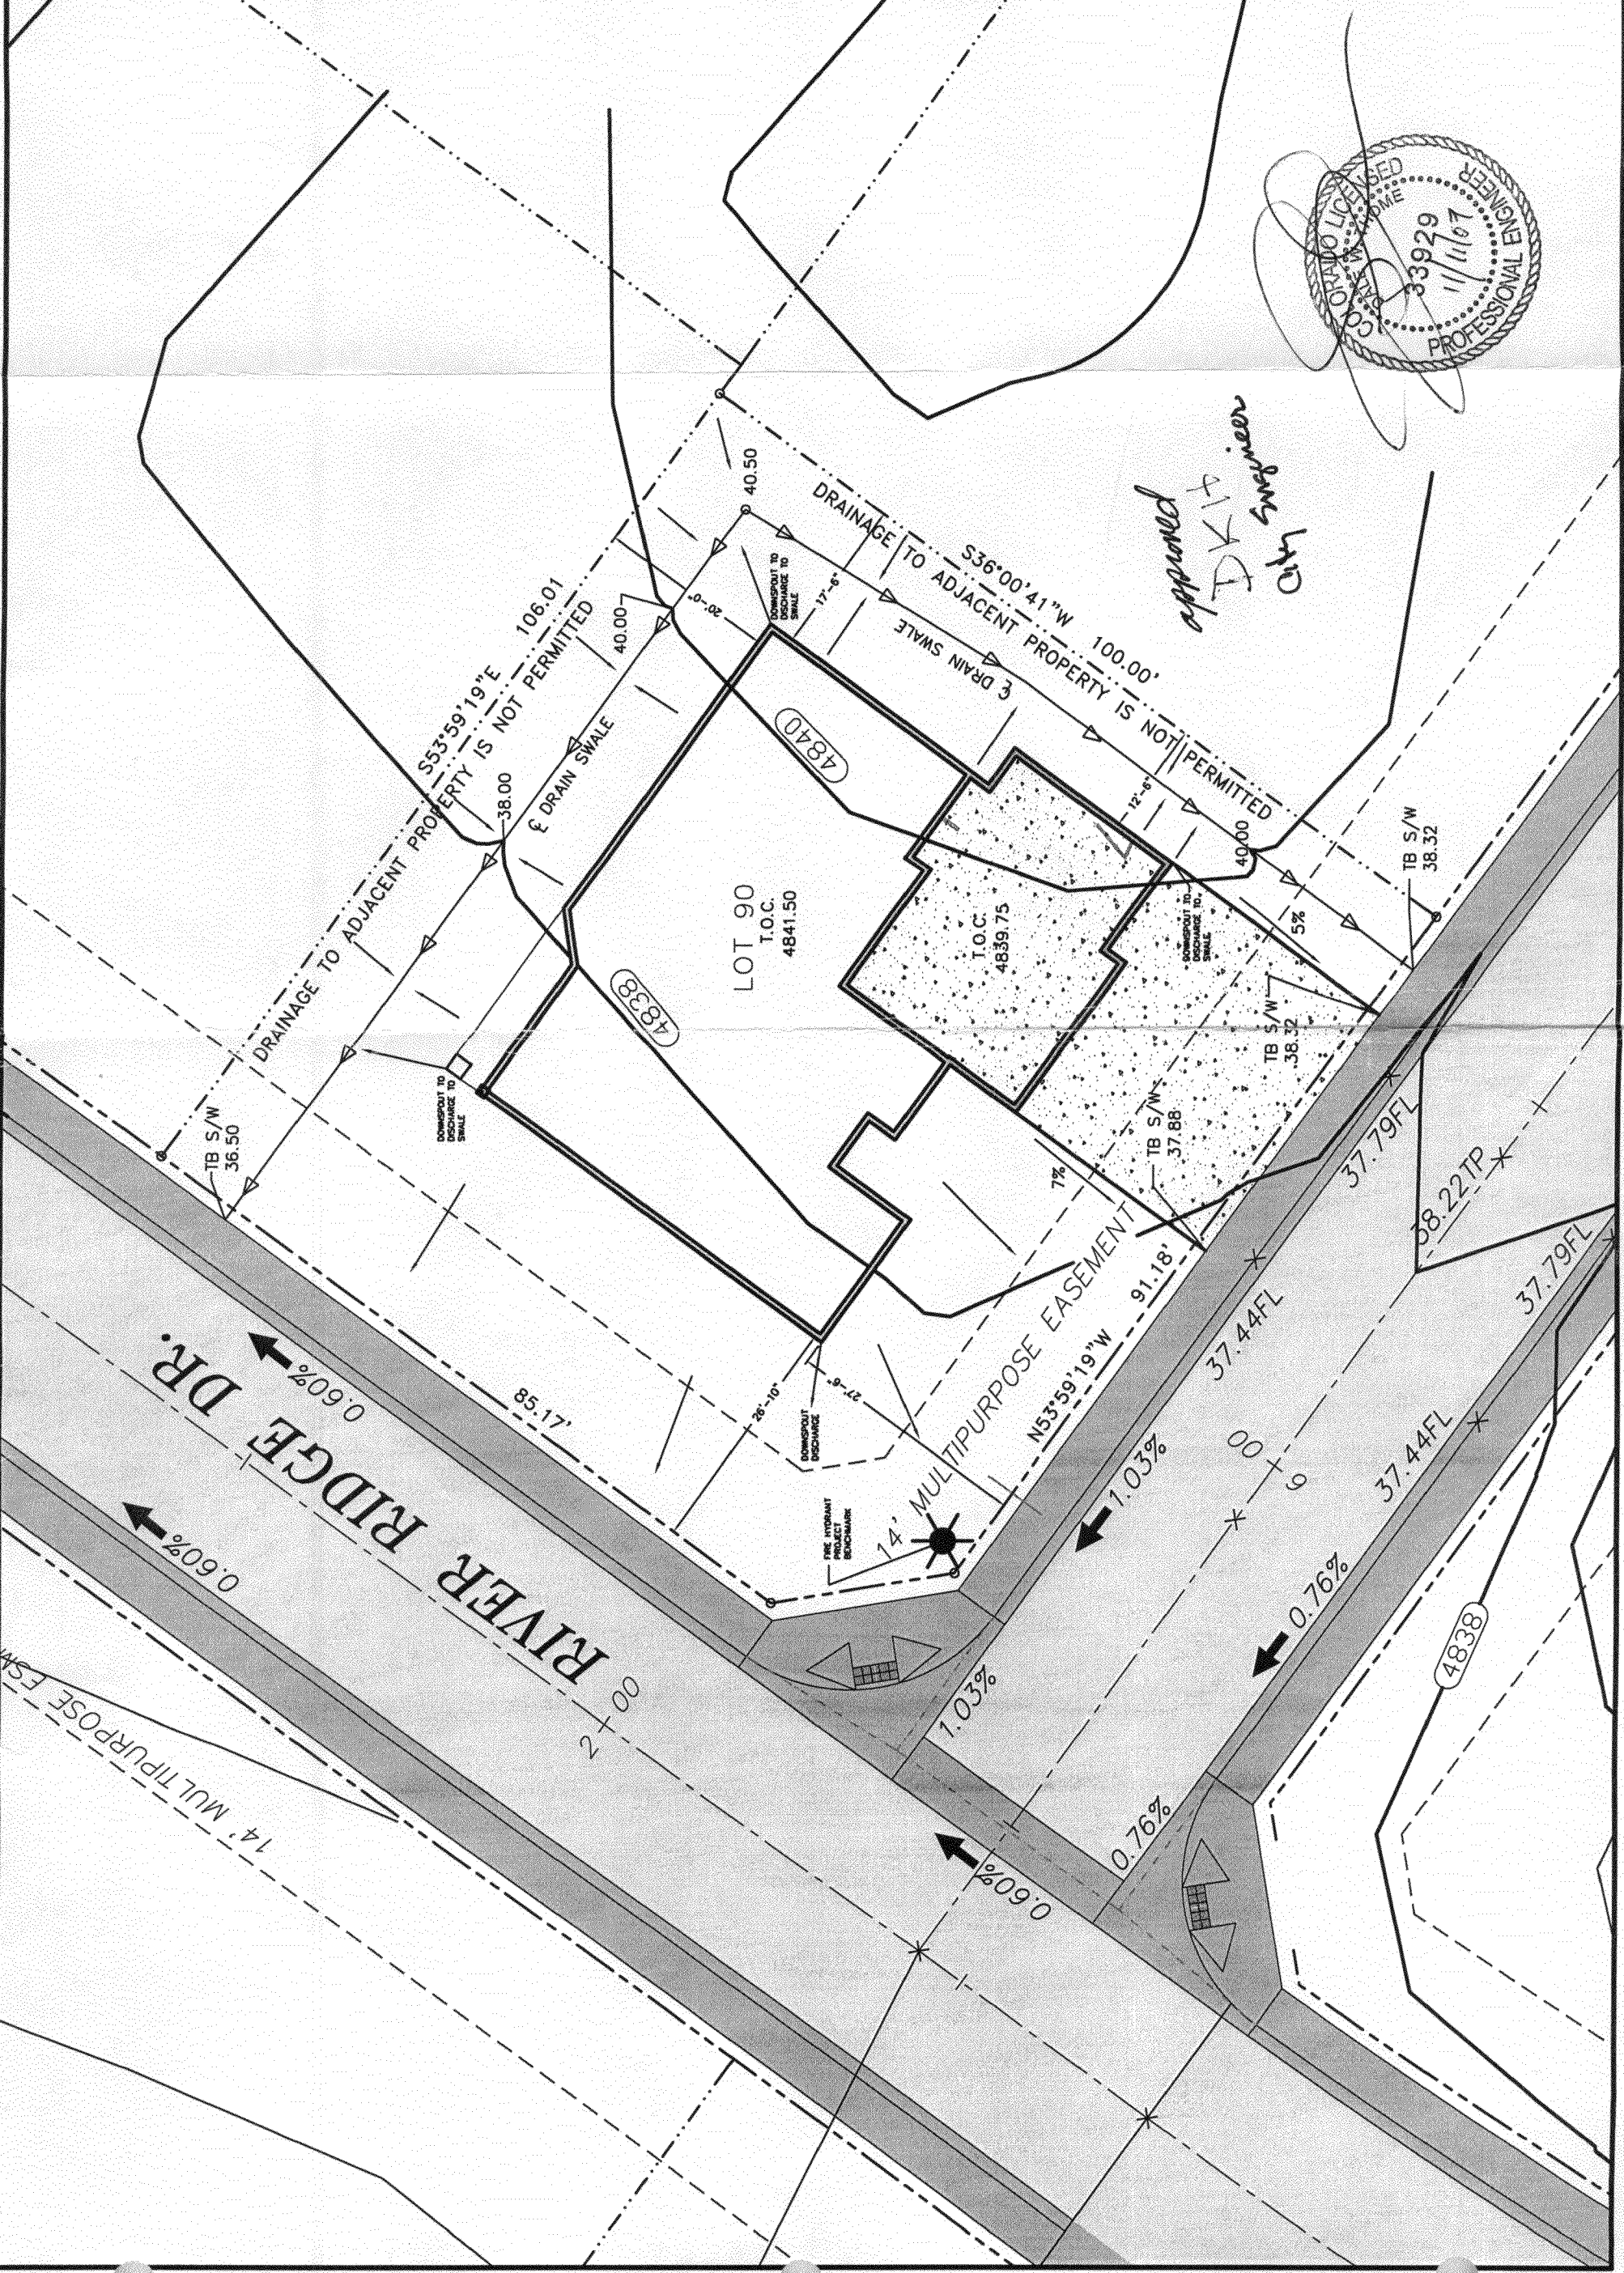 COLORADO LICENSED
33929
11/11/07
PROFESSIONAL ENGINEER
approved
City Engineer
40.50
DRAINAGE TO ADJACENT PROPERTY IS NOT PERMITTED
S36°00'41"W 100.00'
℄ DRAIN SWALE
DOWNSPOUT TO
DISCHARGE TO
SWALE
17'-6"
20'-0"
40.00
S53°59'19"E 106.01
DRAINAGE TO ADJACENT PROPERTY IS NOT PERMITTED
℄ DRAIN SWALE
38.00
4840
LOT 90
T.O.C.
4841.50
4838
T.O.C.
4839.75
12'-6"
40.00
TB S/W
38.32
DOWNSPOUT TO
DISCHARGE TO
SWALE
5%
TB S/W
38.32
TB S/W
37.88
7%
DOWNSPOUT TO
DISCHARGE TO
SWALE
TB S/W
36.50
85.17'
26'-10"
27'-6"
DOWNSPOUT
DISCHARGE
FIRE HYDRANT
PROJECT
BENCHMARK
14' MULTIPURPOSE EASEMENT
N53°59'19"W 91.18'
37.79FL
38.22TP
37.79FL
37.44FL
37.44FL
1.03%
6 00
0.76%
1.03%
0.76%
0.60%
0.60%
0.60%
RIVER RIDGE DR.
2 00
14' MULTIPURPOSE
4838